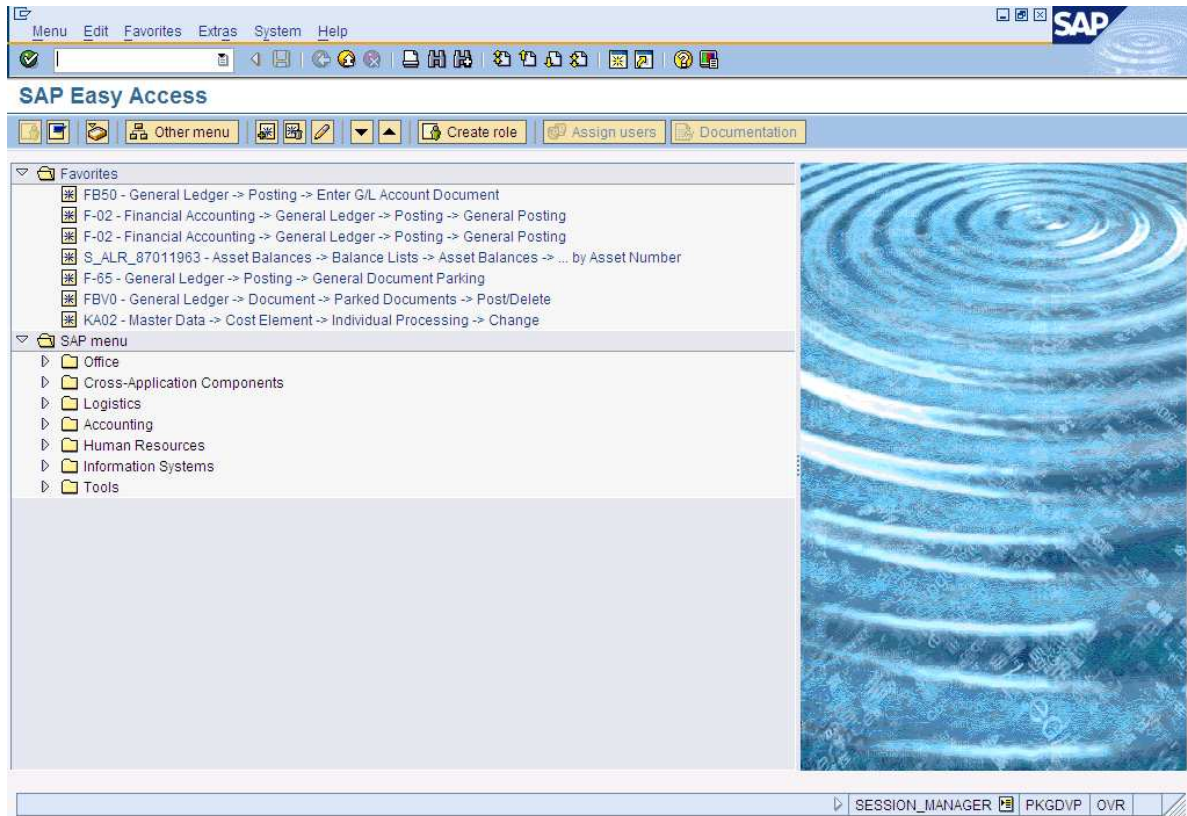 Menu Edit Favorites Extras System Help
SAP
SAP Easy Access
Other menu Create role Assign users Documentation
Favorites
FB50 - General Ledger -> Posting -> Enter G/L Account Document
F-02 - Financial Accounting -> General Ledger -> Posting -> General Posting
F-02 - Financial Accounting -> General Ledger -> Posting -> General Posting
S_ALR_87011963 - Asset Balances -> Balance Lists -> Asset Balances -> ... by Asset Number
F-65 - General Ledger -> Posting -> General Document Parking
FBV0 - General Ledger -> Document -> Parked Documents -> Post/Delete
KA02 - Master Data -> Cost Element -> Individual Processing -> Change
SAP menu
Office
Cross-Application Components
Logistics
Accounting
Human Resources
Information Systems
Tools
SESSION_MANAGER PKGDVP OVR